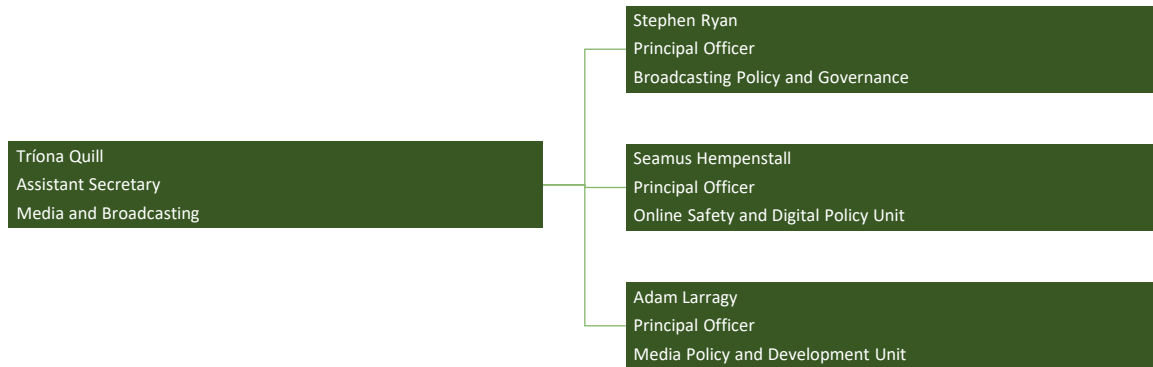 Tríona Quill
Assistant Secretary
Media and Broadcasting
Stephen Ryan
Principal Officer
Broadcasting Policy and Governance
Seamus Hempenstall
Principal Officer
Online Safety and Digital Policy Unit
Adam Larragy
Principal Officer
Media Policy and Development Unit